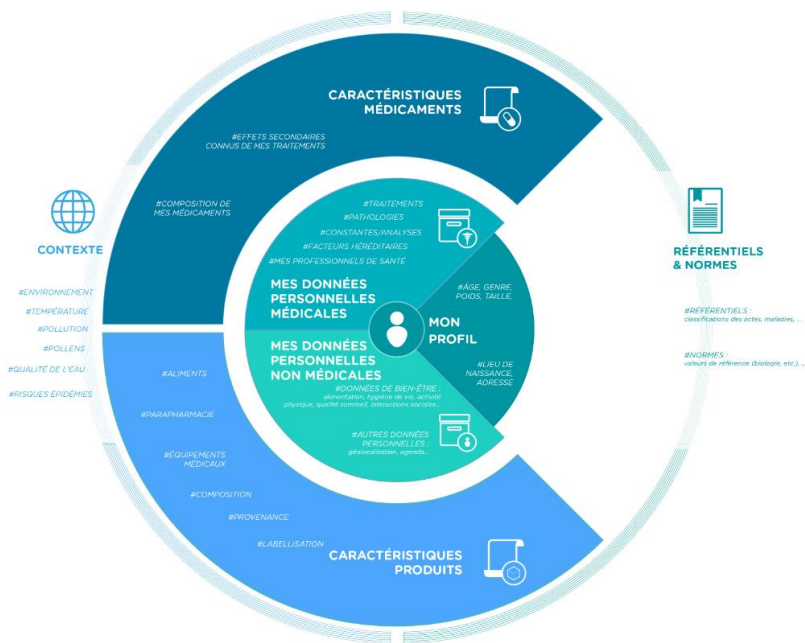 CARACTÉRISTIQUES
MÉDICAMENTS
#EFFETS SECONDAIRES
CONNUS DE MES TRAITEMENTS
#COMPOSITION DE
MES MÉDICAMENTS
CONTEXTE
#ENVIRONNEMENT
#TEMPÉRATURE
#POLLUTION
#POLLENS
#QUALITÉ DE L'EAU
#RISQUES ÉPIDÉMIES
#TRAITEMENTS
#PATHOLOGIES
#CONSTANTES/ANALYSES
#FACTEURS HÉRÉDITAIRES
#MES PROFESSIONNELS DE SANTÉ
MES DONNÉES
PERSONNELLES
MÉDICALES
#ÂGE, GENRE,
POIDS, TAILLE,
MON
PROFIL
#LIEU DE
NAISSANCE,
ADRESSE
MES DONNÉES
PERSONNELLES
NON MÉDICALES
#DONNÉES DE BIEN-ÊTRE :
alimentation, hygiène de vie, activité
physique, qualité sommeil, interactions sociales...
#AUTRES DONNÉES
PERSONNELLES :
géolocalisation, agenda...
RÉFÉRENTIELS
& NORMES
#RÉFÉRENTIELS :
classifications des actes, maladies, ...
#NORMES :
valeurs de référence (biologie, etc.). ..
#ALIMENTS
#PARAPHARMACIE
#ÉQUIPEMENTS
MÉDICAUX
#COMPOSITION
#PROVENANCE
#LABELLISATION
CARACTÉRISTIQUES
PRODUITS